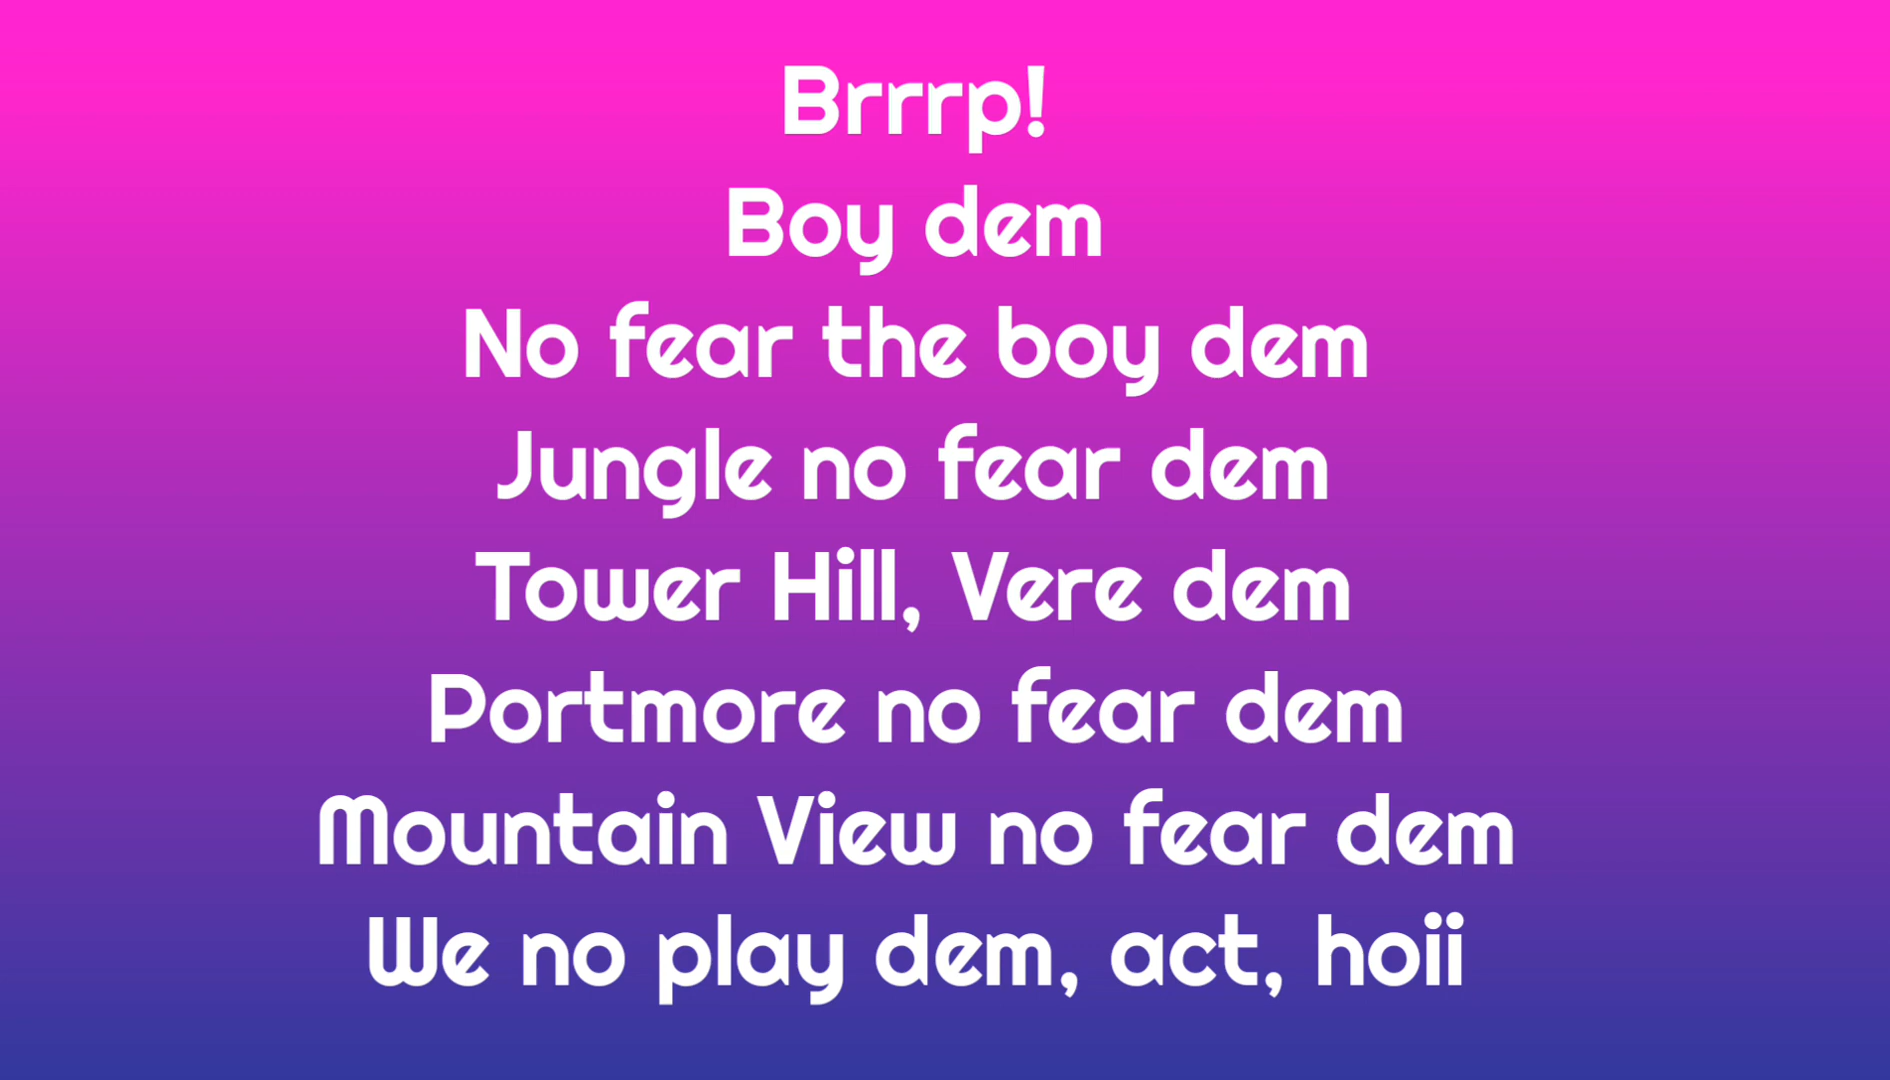 Brrrp!
Boy dem
No fear the boy dem
Jungle no fear dem
Tower Hill, Vere dem
Portmore no fear dem
Mountain View no fear dem
We no play dem, act, hoii